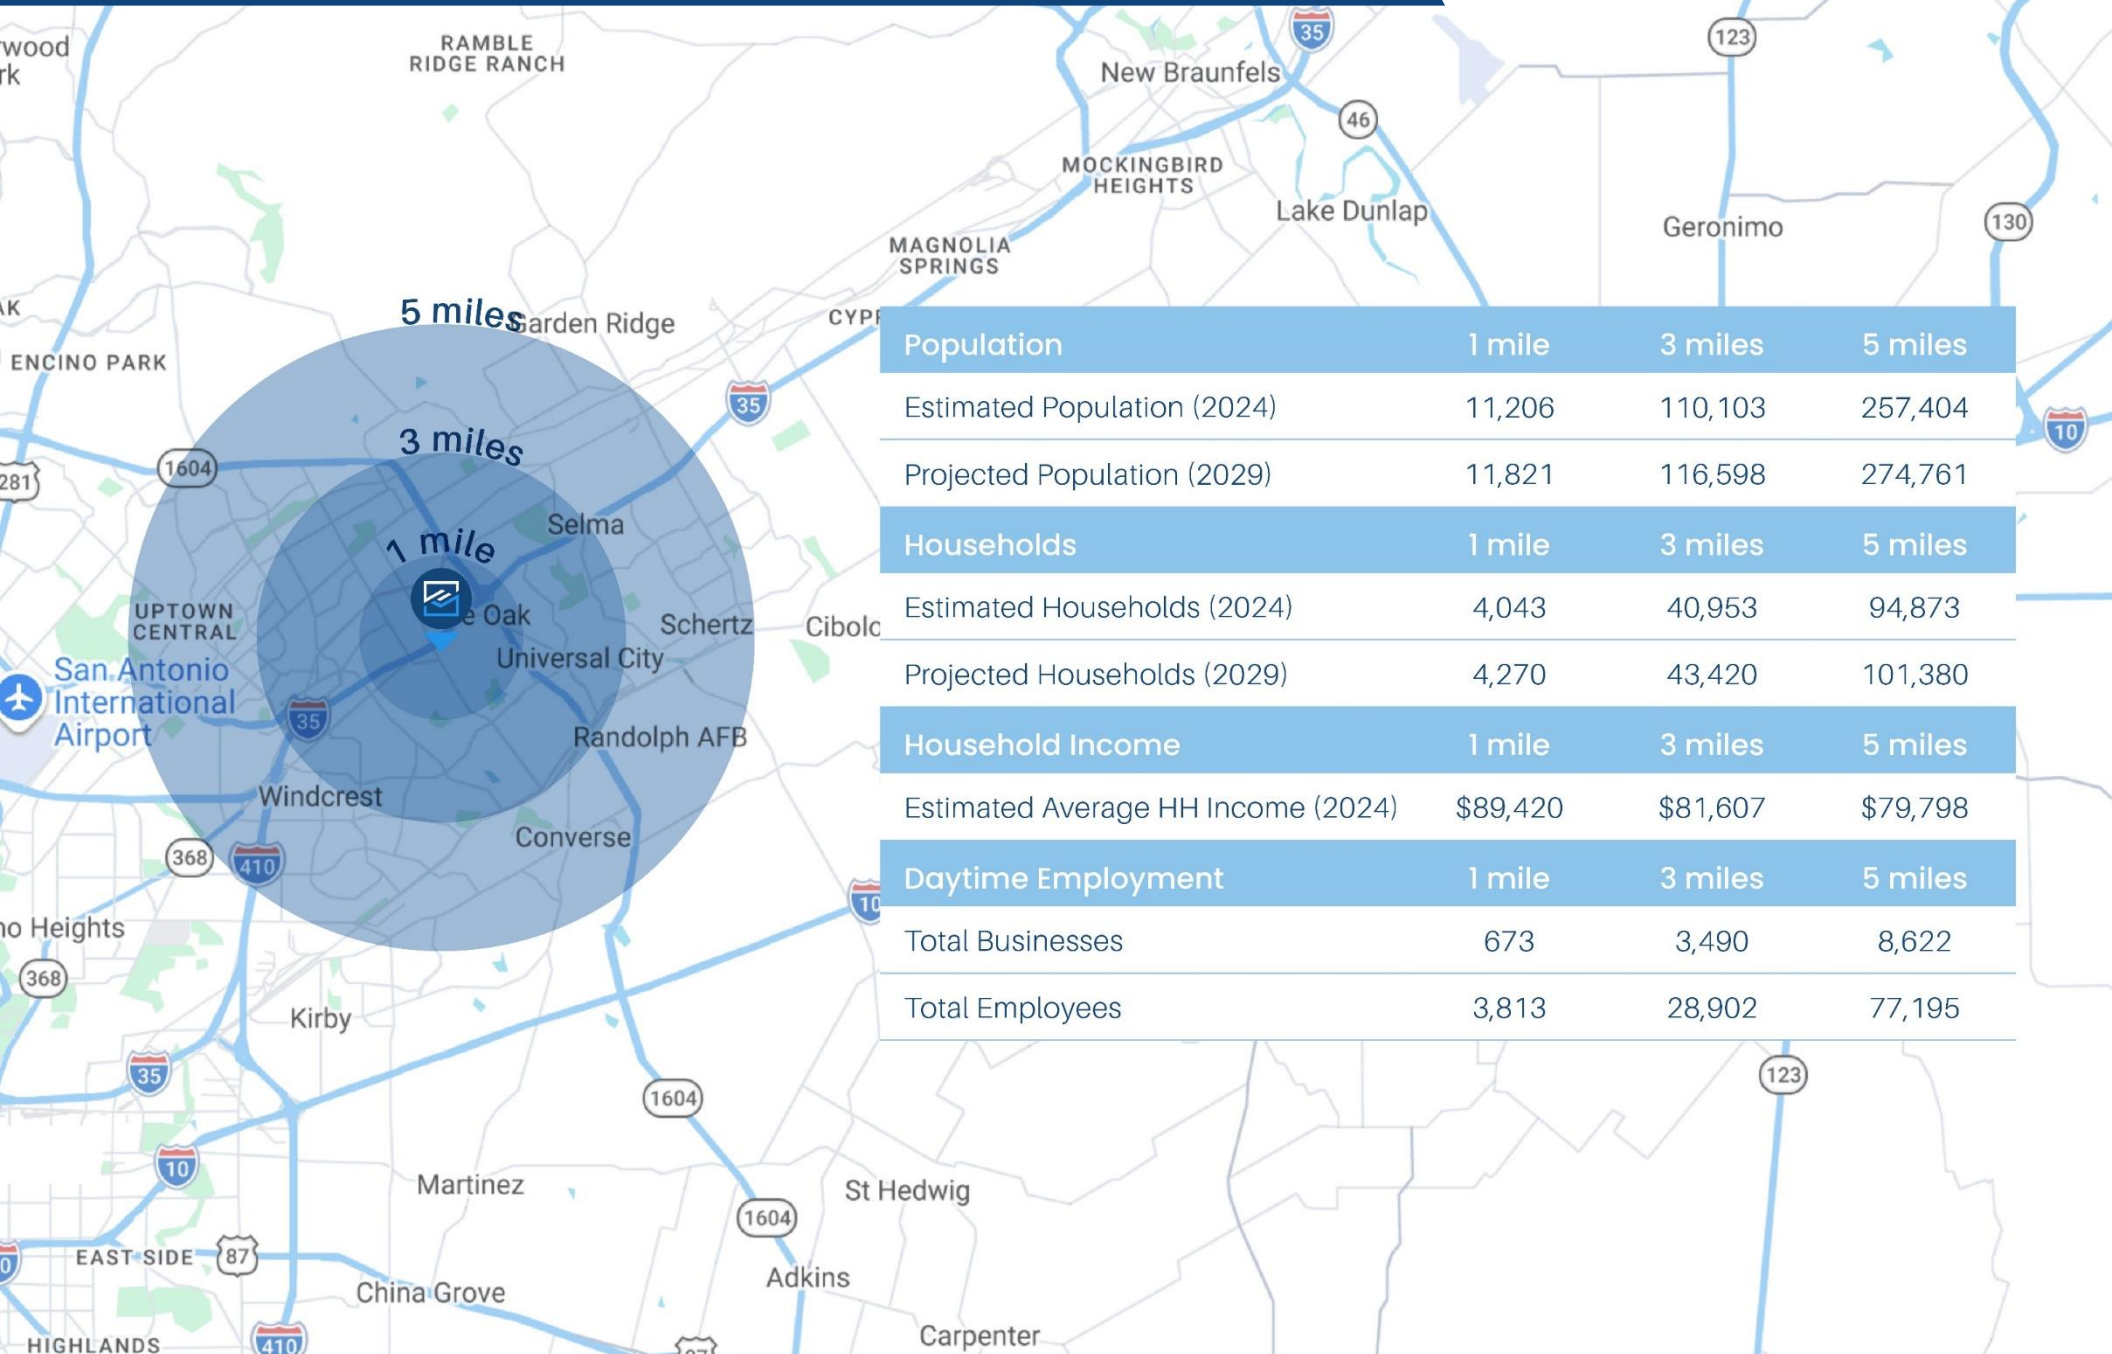 RAMBLE
RIDGE RANCH
35
123
New Braunfels
46
MOCKINGBIRD
HEIGHTS
Lake Dunlap
Geronimo
130
MAGNOLIA
SPRINGS
5 miles
Garden Ridge
ENCINO PARK
35
3 miles
1604
281
10
Selma
1 mile
Oak
UPTOWN
CENTRAL
Schertz
Cibolo
Universal City
San Antonio
International
Airport
35
Randolph AFB
Windcrest
Converse
368
410
10
Heights
368
Kirby
35
1604
123
10
Martinez
St Hedwig
1604
EAST SIDE
87
Adkins
China Grove
Carpenter
HIGHLANDS
410
Population 1 mile 3 miles 5 miles
Estimated Population (2024) 11,206 110,103 257,404
Projected Population (2029) 11,821 116,598 274,761
Households 1 mile 3 miles 5 miles
Estimated Households (2024) 4,043 40,953 94,873
Projected Households (2029) 4,270 43,420 101,380
Household Income 1 mile 3 miles 5 miles
Estimated Average HH Income (2024) $89,420 $81,607 $79,798
Daytime Employment 1 mile 3 miles 5 miles
Total Businesses 673 3,490 8,622
Total Employees 3,813 28,902 77,195